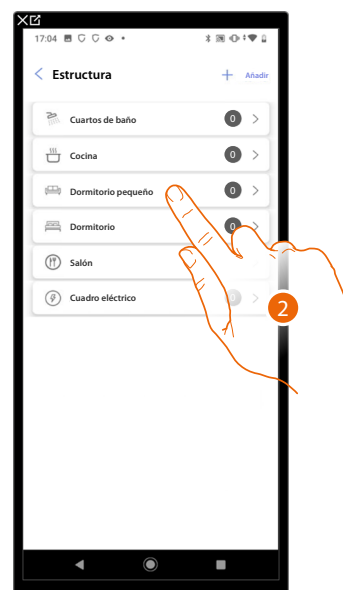 17:04
Estructura
+ Añadir
Cuartos de baño 0
Cocina 0
Dormitorio pequeño 0
Dormitorio 0
Salón
Cuadro eléctrico 0
2